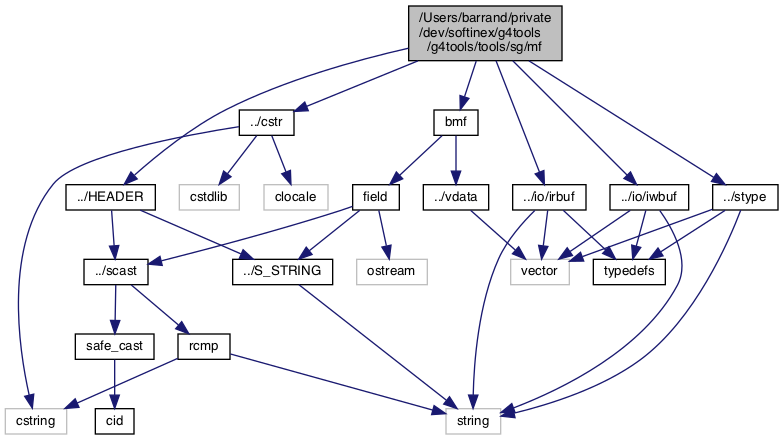 /Users/barrand/private
/dev/softinex/g4tools
/g4tools/tools/sg/mf
../cstr
bmf
../HEADER
cstdlib
clocale
field
../vdata
../io/irbuf
../io/iwbuf
../stype
../scast
../S_STRING
ostream
vector
typedefs
safe_cast
rcmp
cstring
cid
string